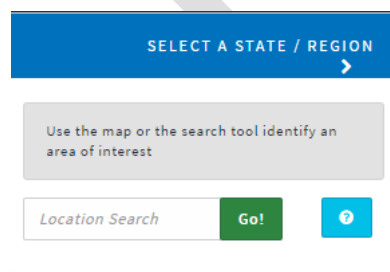 SELECT A STATE / REGION
Use the map or the search tool identify an
area of interest
Location Search
Go!
?